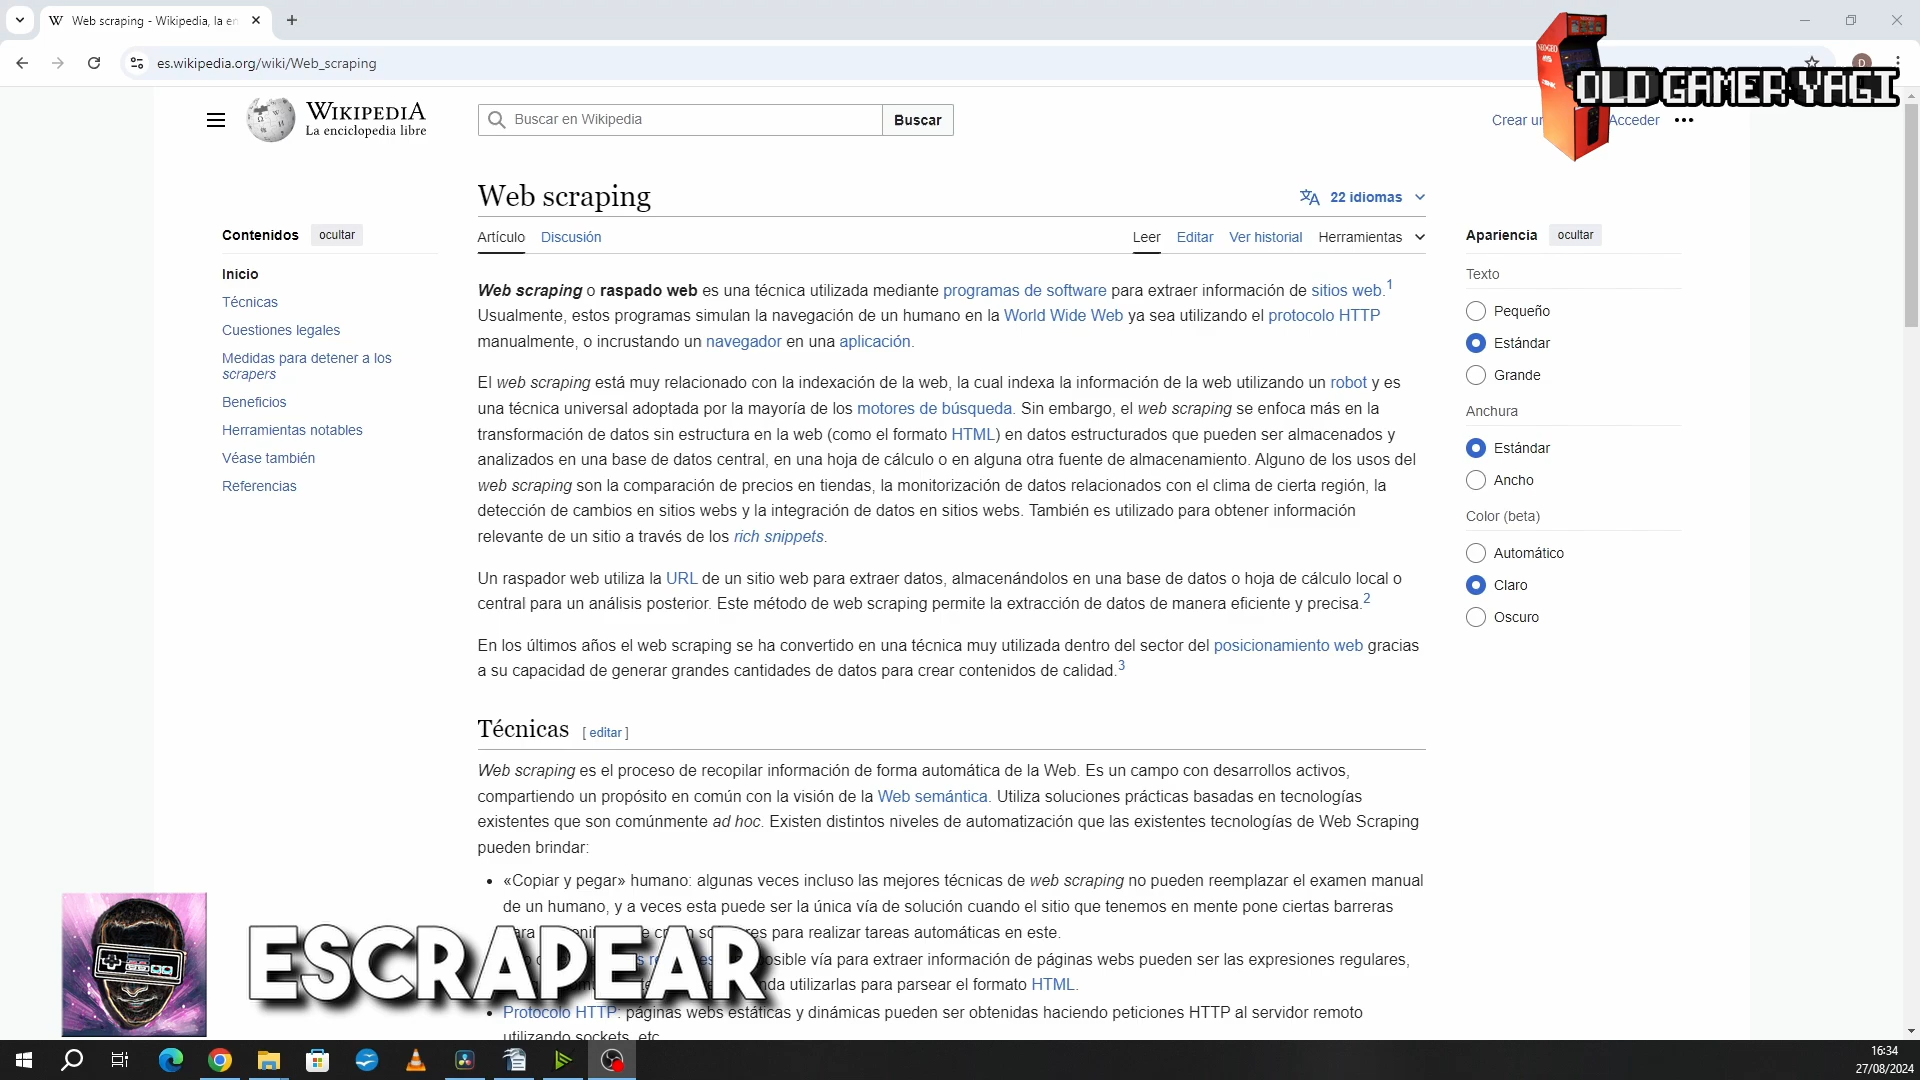 Web scraping - Wikipedia, la en
es.wikipedia.org/wiki/Web_scraping
D
NEO-GEO
OLD GAMER YAGI
WIKIPEDIA
La enciclopedia libre
Buscar en Wikipedia
Buscar
Crear un
Acceder
Web scraping
22 idiomas
Contenidos
ocultar
Artículo
Discusión
Leer
Editar
Ver historial
Herramientas
Apariencia
ocultar
Inicio
Técnicas
Cuestiones legales
Medidas para detener a los
scrapers
Beneficios
Herramientas notables
Véase también
Referencias
Web scraping o raspado web es una técnica utilizada mediante programas de software para extraer información de sitios web.1
Usualmente, estos programas simulan la navegación de un humano en la World Wide Web ya sea utilizando el protocolo HTTP
manualmente, o incrustando un navegador en una aplicación.
El web scraping está muy relacionado con la indexación de la web, la cual indexa la información de la web utilizando un robot y es
una técnica universal adoptada por la mayoría de los motores de búsqueda. Sin embargo, el web scraping se enfoca más en la
transformación de datos sin estructura en la web (como el formato HTML) en datos estructurados que pueden ser almacenados y
analizados en una base de datos central, en una hoja de cálculo o en alguna otra fuente de almacenamiento. Alguno de los usos del
web scraping son la comparación de precios en tiendas, la monitorización de datos relacionados con el clima de cierta región, la
detección de cambios en sitios webs y la integración de datos en sitios webs. También es utilizado para obtener información
relevante de un sitio a través de los rich snippets.
Un raspador web utiliza la URL de un sitio web para extraer datos, almacenándolos en una base de datos o hoja de cálculo local o
central para un análisis posterior. Este método de web scraping permite la extracción de datos de manera eficiente y precisa.2
En los últimos años el web scraping se ha convertido en una técnica muy utilizada dentro del sector del posicionamiento web gracias
a su capacidad de generar grandes cantidades de datos para crear contenidos de calidad.3
Técnicas [ editar ]
Web scraping es el proceso de recopilar información de forma automática de la Web. Es un campo con desarrollos activos,
compartiendo un propósito en común con la visión de la Web semántica. Utiliza soluciones prácticas basadas en tecnologías
existentes que son comúnmente ad hoc. Existen distintos niveles de automatización que las existentes tecnologías de Web Scraping
pueden brindar:
• «Copiar y pegar» humano: algunas veces incluso las mejores técnicas de web scraping no pueden reemplazar el examen manual
de un humano, y a veces esta puede ser la única vía de solución cuando el sitio que tenemos en mente pone ciertas barreras
para realizar tareas automáticas en este.
posible vía para extraer información de páginas webs pueden ser las expresiones regulares,
utilizarlas para parsear el formato HTML.
• Protocolo HTTP: páginas webs estáticas y dinámicas pueden ser obtenidas haciendo peticiones HTTP al servidor remoto
utilizando sockets, etc.
Texto
Pequeño
Estándar
Grande
Anchura
Estándar
Ancho
Color (beta)
Automático
Claro
Oscuro
ESCRAPEAR
16:34
27/08/2024